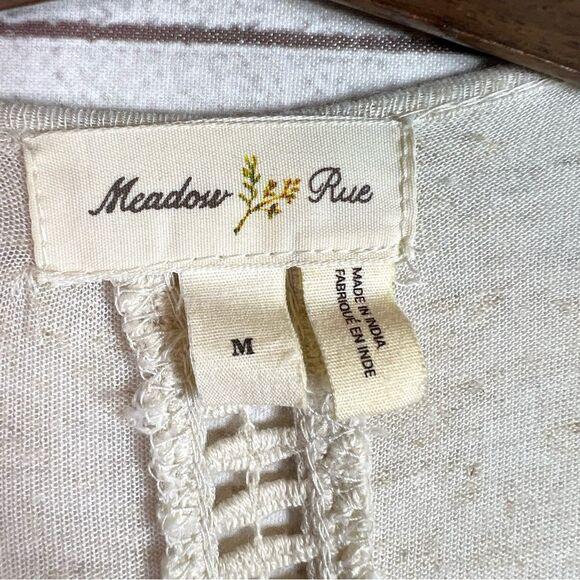 Meadow Rue
M
MADE IN INDIA
FABRIQUÉ EN INDE